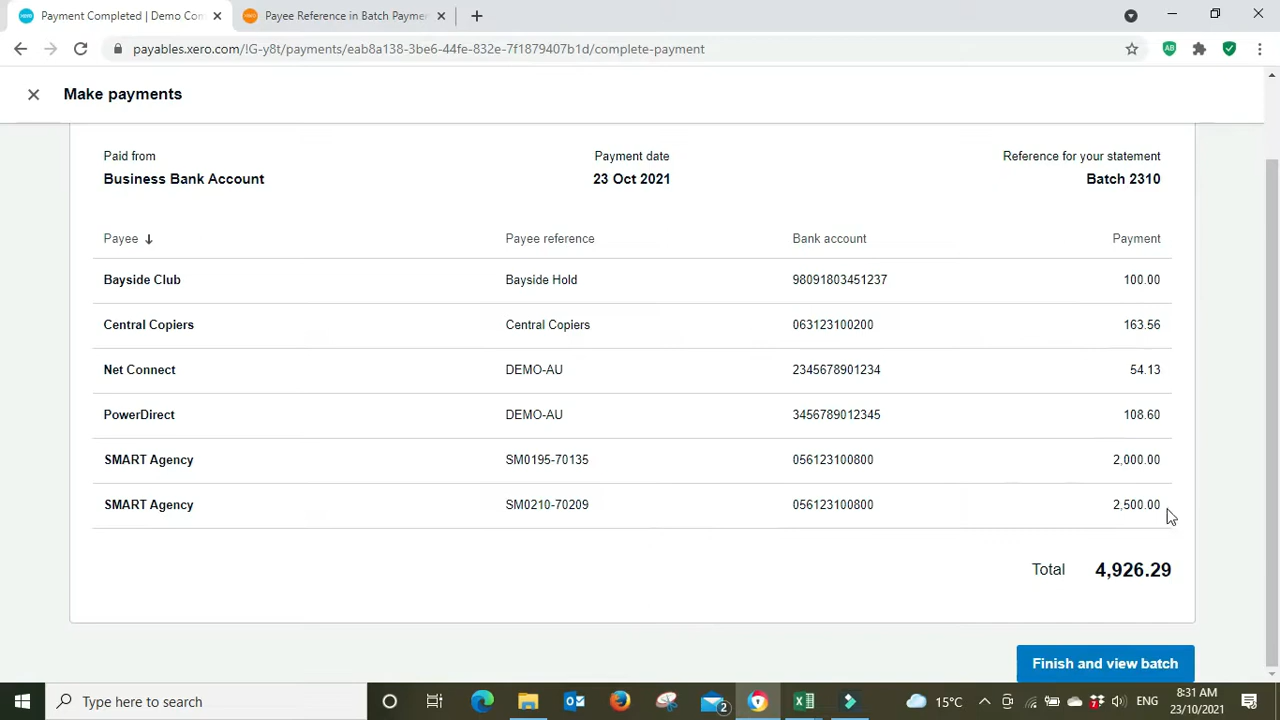 Payment Completed | Demo Com
Payee Reference in Batch Paymen
payables.xero.com/!G-y8t/payments/eab8a138-3be6-44fe-832e-7f1879407b1d/complete-payment
Make payments
Paid from Payment date Reference for your statement
Business Bank Account 23 Oct 2021 Batch 2310
Payee Payee reference Bank account Payment
Bayside Club Bayside Hold 98091803451237 100.00
Central Copiers Central Copiers 063123100200 163.56
Net Connect DEMO-AU 2345678901234 54.13
PowerDirect DEMO-AU 3456789012345 108.60
SMART Agency SM0195-70135 056123100800 2,000.00
SMART Agency SM0210-70209 056123100800 2,500.00
Total 4,926.29
Finish and view batch
Type here to search
2
15°C
7
ENG
8:31 AM
23/10/2021